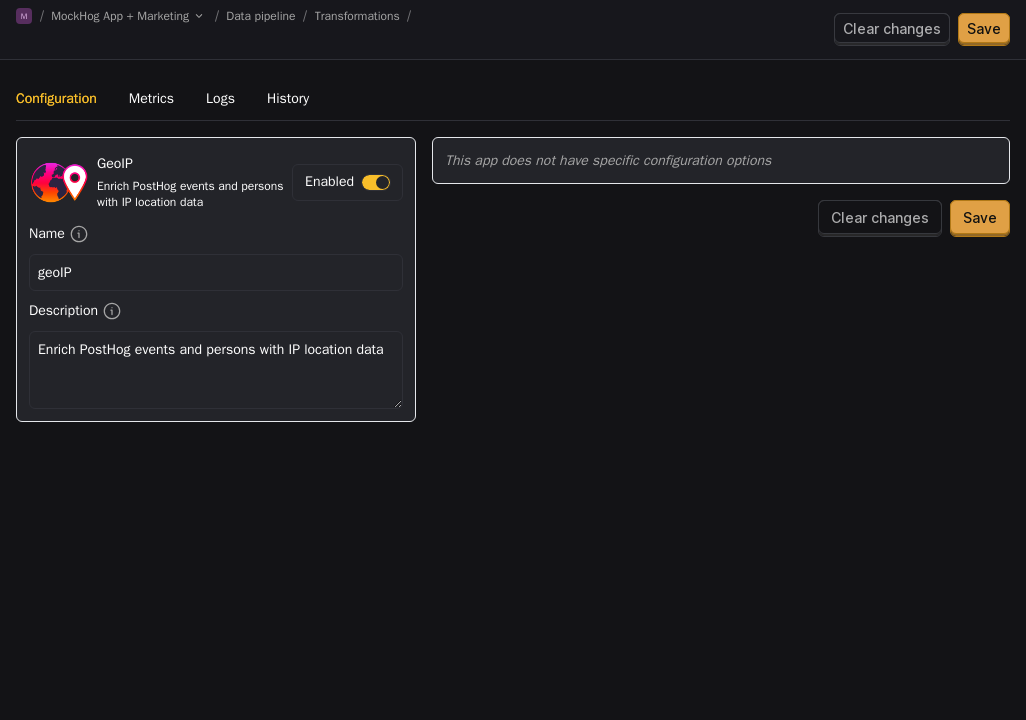 M / MockHog App + Marketing / Data pipeline / Transformations /
Clear changes Save
Configuration Metrics Logs History
GeoIP
Enrich PostHog events and persons
with IP location data
Enabled
This app does not have specific configuration options
Clear changes Save
Name
geoIP
Description
Enrich PostHog events and persons with IP location data